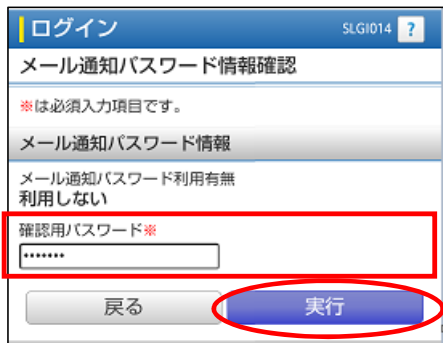 ログイン SLGI014 ?
メール通知パスワード情報確認
※は必須入力項目です。
メール通知パスワード情報
メール通知パスワード利用有無
利用しない
確認用パスワード※
•••••••
戻る 実行